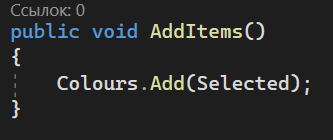 Ссылок: 0
public void AddItems()
{
    Colours.Add(Selected);
}